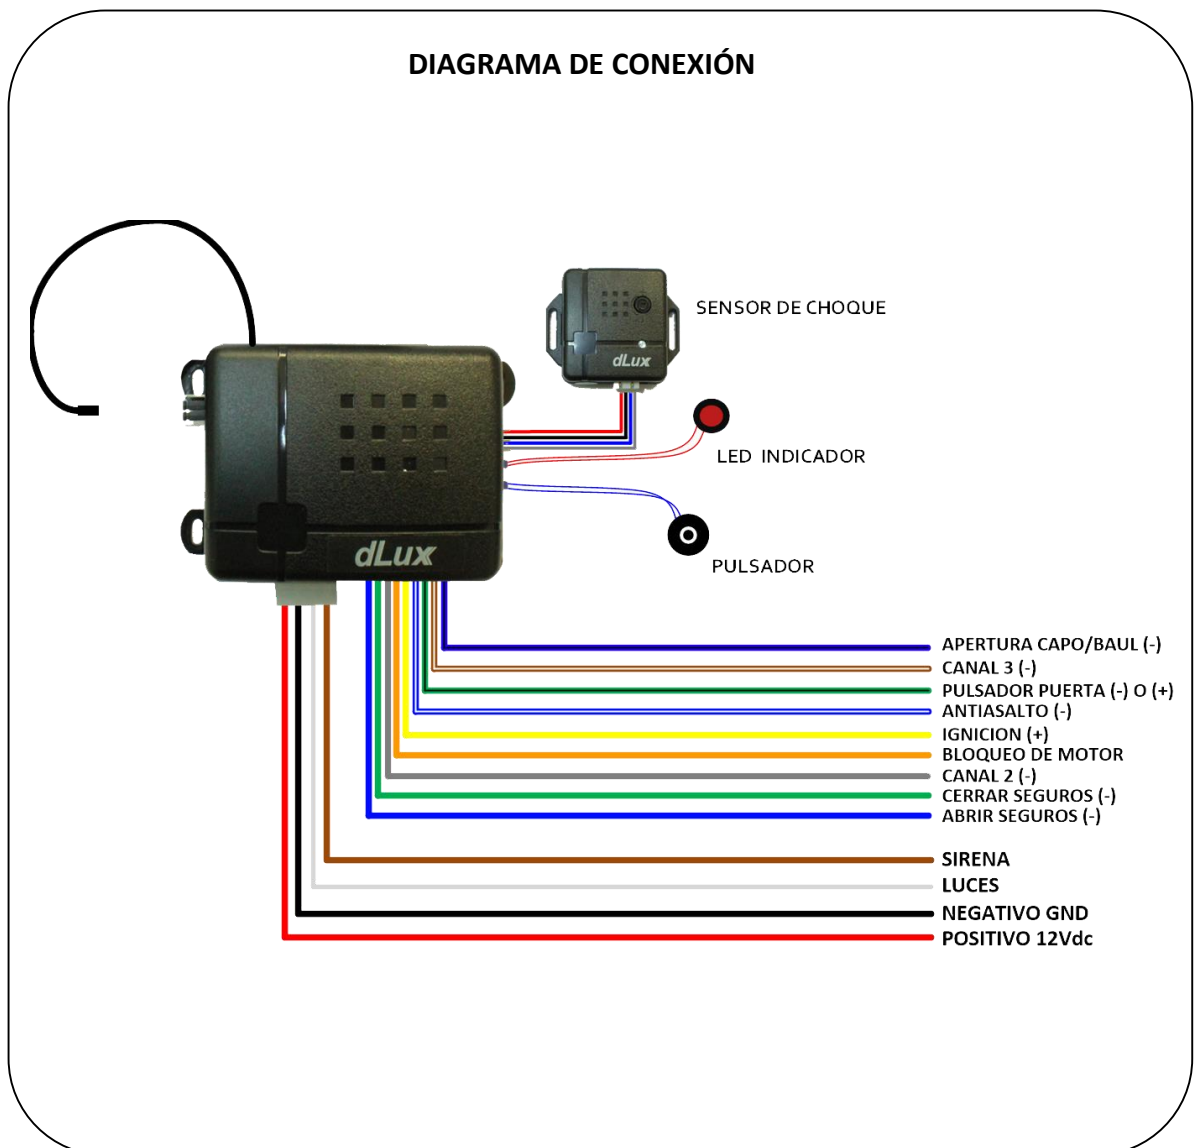 DIAGRAMA DE CONEXIÓN
dLux
SENSOR DE CHOQUE
LED INDICADOR
dLux
PULSADOR
APERTURA CAPO/BAUL (-)
CANAL 3 (-)
PULSADOR PUERTA (-) O (+)
ANTIASALTO (-)
IGNICION (+)
BLOQUEO DE MOTOR
CANAL 2 (-)
CERRAR SEGUROS (-)
ABRIR SEGUROS (-)
SIRENA
LUCES
NEGATIVO GND
POSITIVO 12Vdc